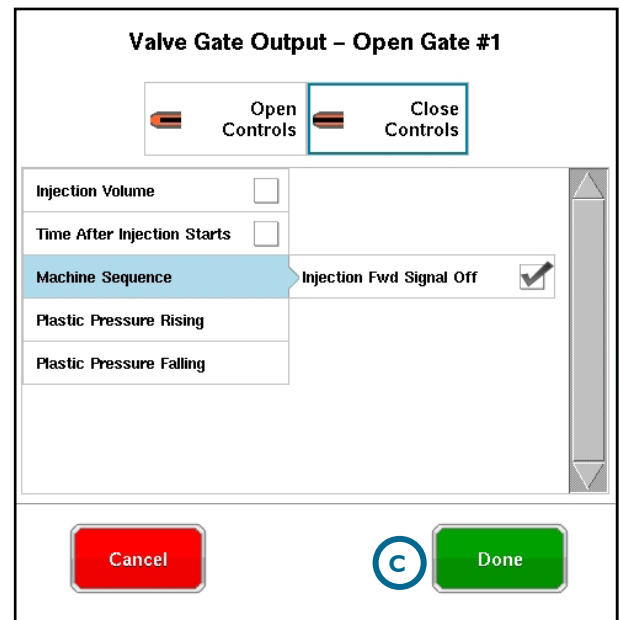 Valve Gate Output – Open Gate #1
Open
Controls
Close
Controls
Injection Volume
Time After Injection Starts
Machine Sequence
Injection Fwd Signal Off
Plastic Pressure Rising
Plastic Pressure Falling
Cancel
C
Done